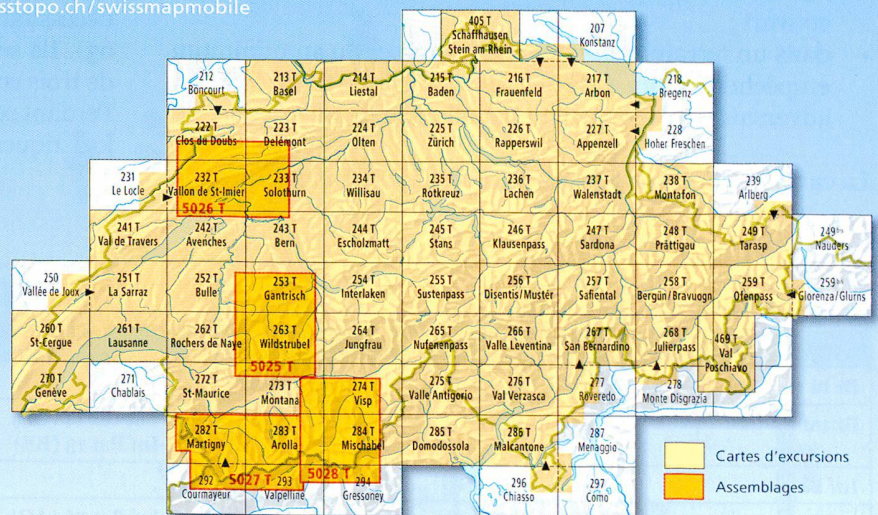 sstopo.ch/swissmapmobile
405 T
Schaffhausen
Stein am Rhein
207
Konstanz
212
Boncourt
213 T
Basel
214 T
Liestal
215 T
Baden
216 T
Frauenfeld
217 T
Arbon
218
Bregenz
222 T
Clos du Doubs
223 T
Delémont
224 T
Olten
225 T
Zürich
226 T
Rapperswil
227 T
Appenzell
228
Hoher Freschen
231
Le Locle
232 T
Vallon de St-Imier
233 T
Solothurn
234 T
Willisau
235 T
Rotkreuz
236 T
Lachen
237 T
Walenstadt
238 T
Montafon
239
Arlberg
5026 T
241 T
Val de Travers
242 T
Avenches
243 T
Bern
244 T
Escholzmatt
245 T
Stans
246 T
Klausenpass
247 T
Sardona
248 T
Prättigau
249 T
Tarasp
249 bis
Nauders
250
Vallée de Joux
251 T
La Sarraz
252 T
Bulle
253 T
Gantrisch
254 T
Interlaken
255 T
Sustenpass
256 T
Disentis/Mustér
257 T
Safiental
258 T
Bergün/Bravuogn
259 T
Ofenpass
259 bis
Glorenza/Glurns
260 T
St-Cergue
261 T
Lausanne
262 T
Rochers de Naye
263 T
Wildstrubel
264 T
Jungfrau
265 T
Nufenenpass
266 T
Valle Leventina
267 T
San Bernardino
268 T
Julierpass
469 T
Val
Poschiavo
5025 T
270 T
Genève
271
Chablais
272 T
St-Maurice
273 T
Montana
274 T
Visp
275 T
Valle Antigorio
276 T
Val Verzasca
277
Roveredo
278
Monte Disgrazia
282 T
Martigny
283 T
Arolla
284 T
Mischabel
285 T
Domodossola
286 T
Malcantone
287
Menaggio
Cartes d'excursions
5027 T
5028 T
292
Courmayeur
293
Valpelline
294
Gressoney
296
Chiasso
297
Como
Assemblages